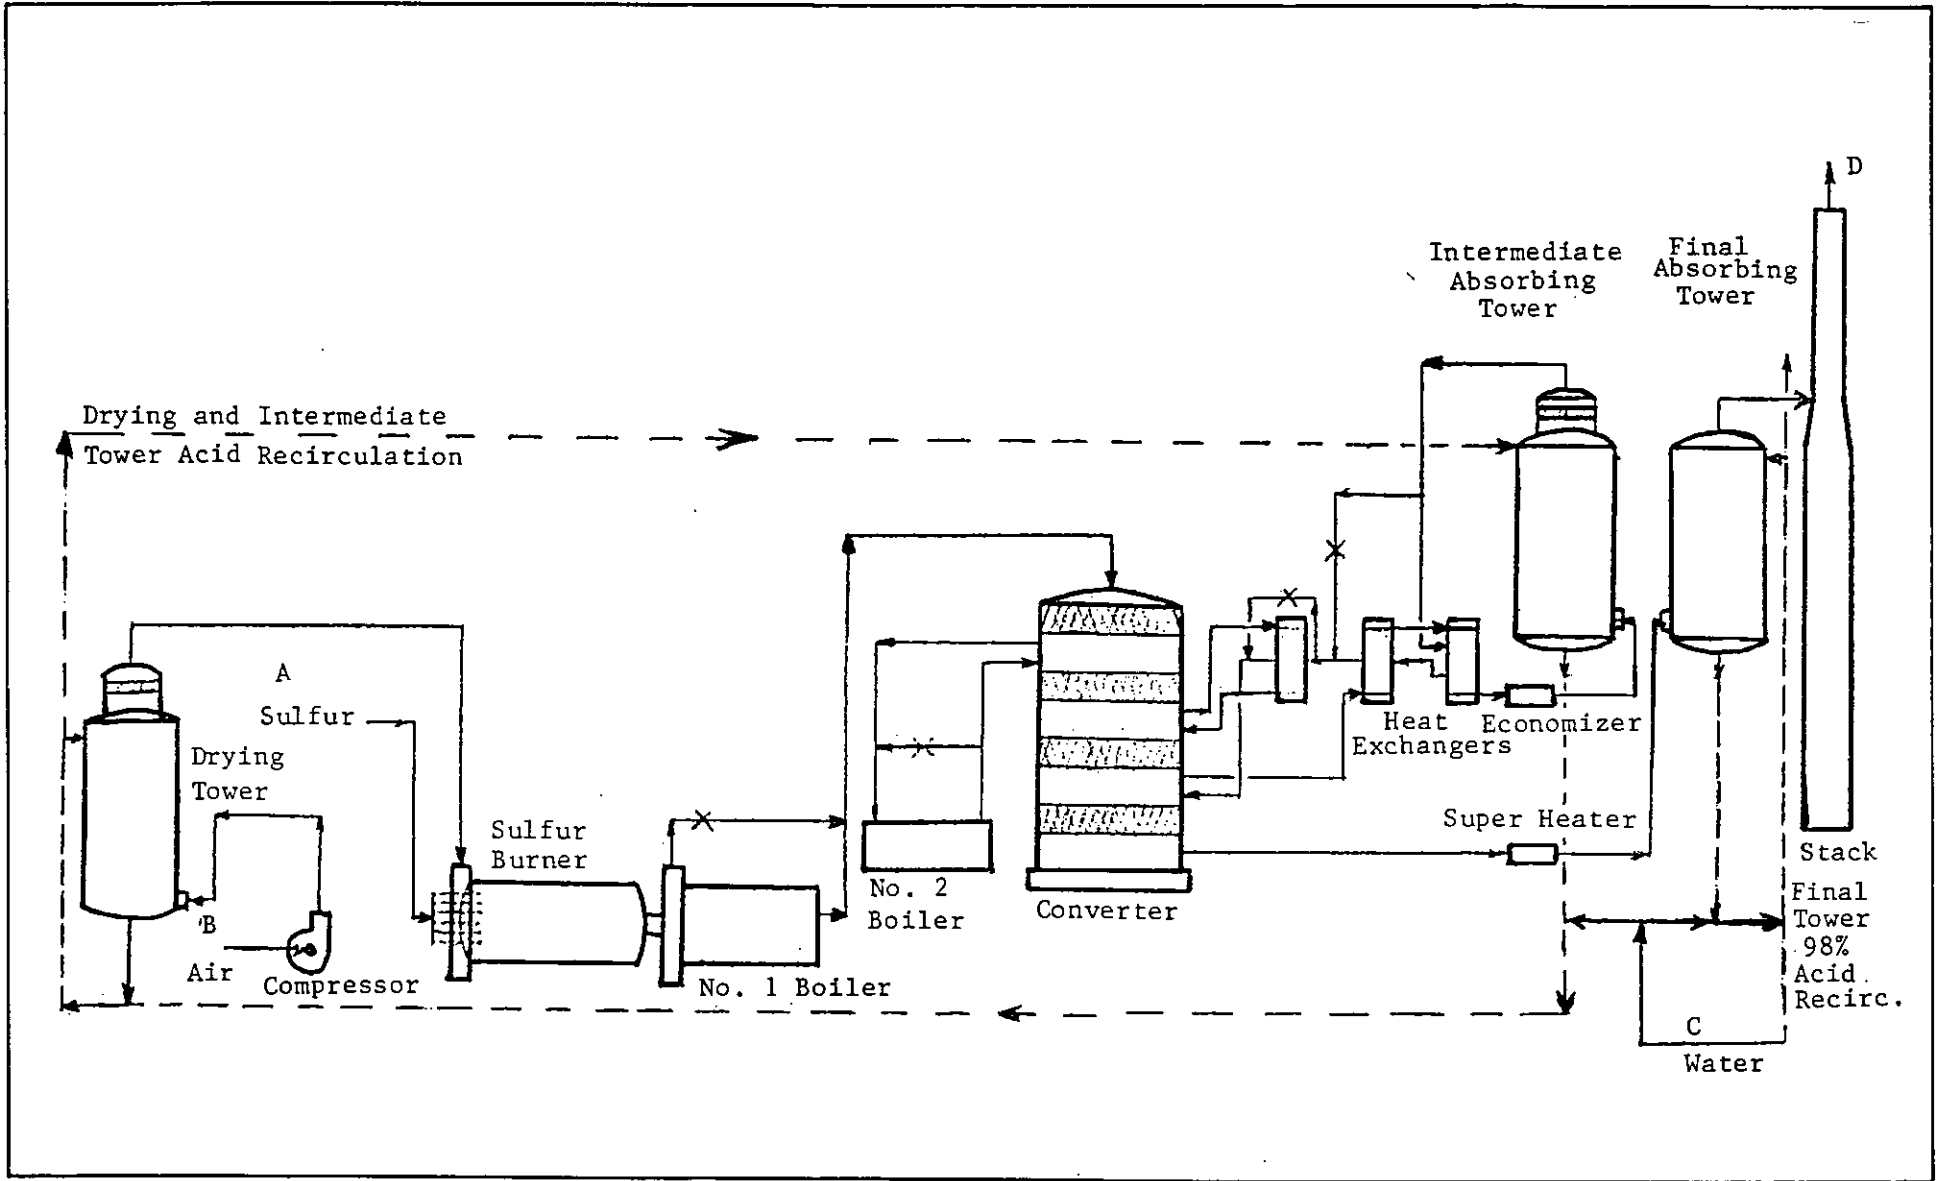 D
Intermediate
Absorbing
Tower
Final
Absorbing
Tower
Drying and Intermediate
Tower Acid Recirculation
A
Sulfur
Drying
Tower
Heat
Exchangers
Economizer
Super Heater
Sulfur
Burner
Stack
No. 2
Boiler
Converter
Final
Tower
98%
Acid
Recirc.
B
Air
Compressor
No. 1 Boiler
C
Water